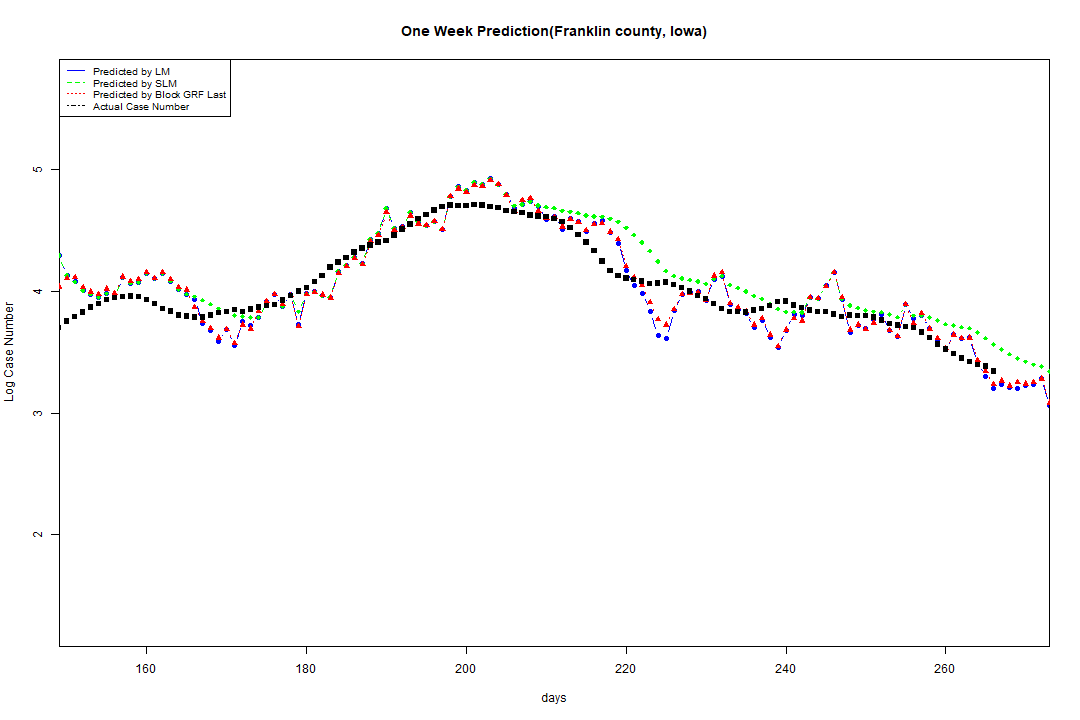 One Week Prediction(Franklin county, Iowa)
Predicted by LM
Predicted by SLM
Predicted by Block GRF Last
Actual Case Number
5
4
3
2
Log Case Number
160 180 200 220 240 260
days